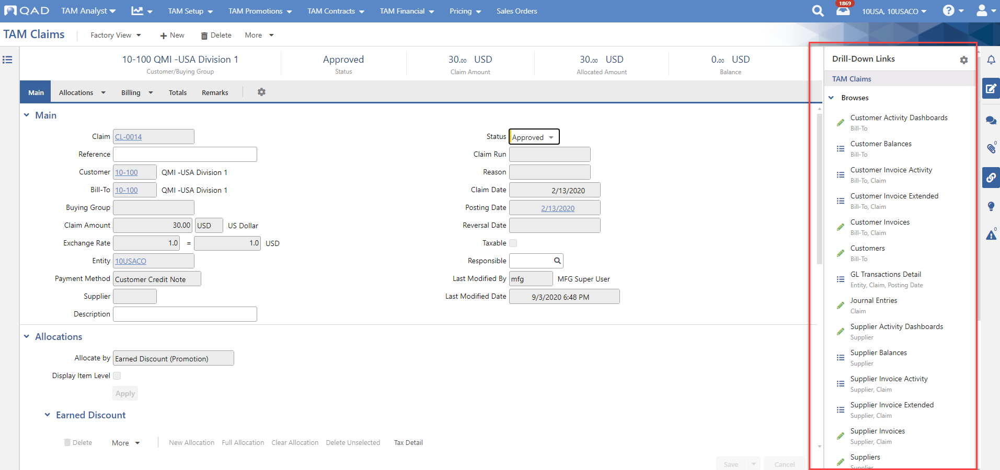 QAD TAM Analyst TAM Setup TAM Promotions TAM Contracts TAM Financial Pricing Sales Orders 1869 10USA, 10USACO ?
TAM Claims Factory View + New Delete More
10-100 QMI -USA Division 1 Approved 30.00 USD 30.00 USD 0.00 USD
Customer/Buying Group Status Claim Amount Allocated Amount Balance
Main Allocations Billing Totals Remarks
Main
Claim CL-0014
Reference
Customer 10-100 QMI -USA Division 1
Bill-To 10-100 QMI -USA Division 1
Buying Group
Claim Amount 30.00 USD US Dollar
Exchange Rate 1.0 = 1.0 USD
Entity 10USACO
Payment Method Customer Credit Note
Supplier
Description
Status Approved
Claim Run
Reason
Claim Date 2/13/2020
Posting Date 2/13/2020
Reversal Date
Taxable
Responsible
Last Modified By mfg MFG Super User
Last Modified Date 9/3/2020 6:48 PM
Allocations
Allocate by Earned Discount (Promotion)
Display Item Level
Apply
Earned Discount
Delete More New Allocation Full Allocation Clear Allocation Delete Unselected Tax Detail
Save Cancel
Drill-Down Links
TAM Claims
Browses
Customer Activity Dashboards
Bill-To
Customer Balances
Bill-To
Customer Invoice Activity
Bill-To, Claim
Customer Invoice Extended
Bill-To, Claim
Customer Invoices
Bill-To, Claim
Customers
Bill-To
GL Transactions Detail
Entity, Claim, Posting Date
Journal Entries
Claim
Supplier Activity Dashboards
Supplier
Supplier Balances
Supplier
Supplier Invoice Activity
Supplier, Claim
Supplier Invoice Extended
Supplier, Claim
Supplier Invoices
Supplier, Claim
Suppliers
Supplier
0
0